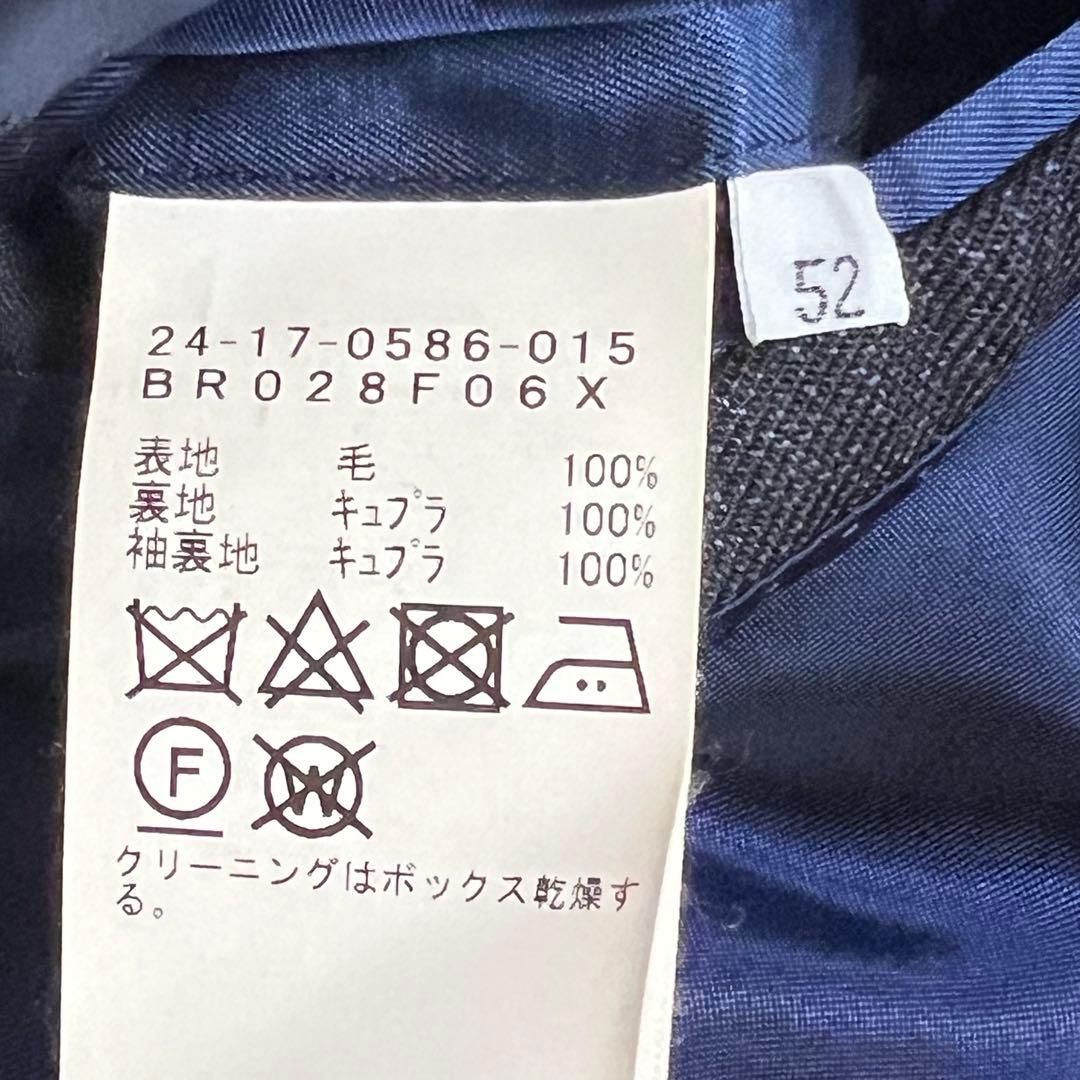 52
24-17-0586-015
BR028F06X
表地 毛 100%
裏地 キュプラ 100%
袖裏地 キュプラ 100%
F
W
クリーニングはボックス乾燥す
る。